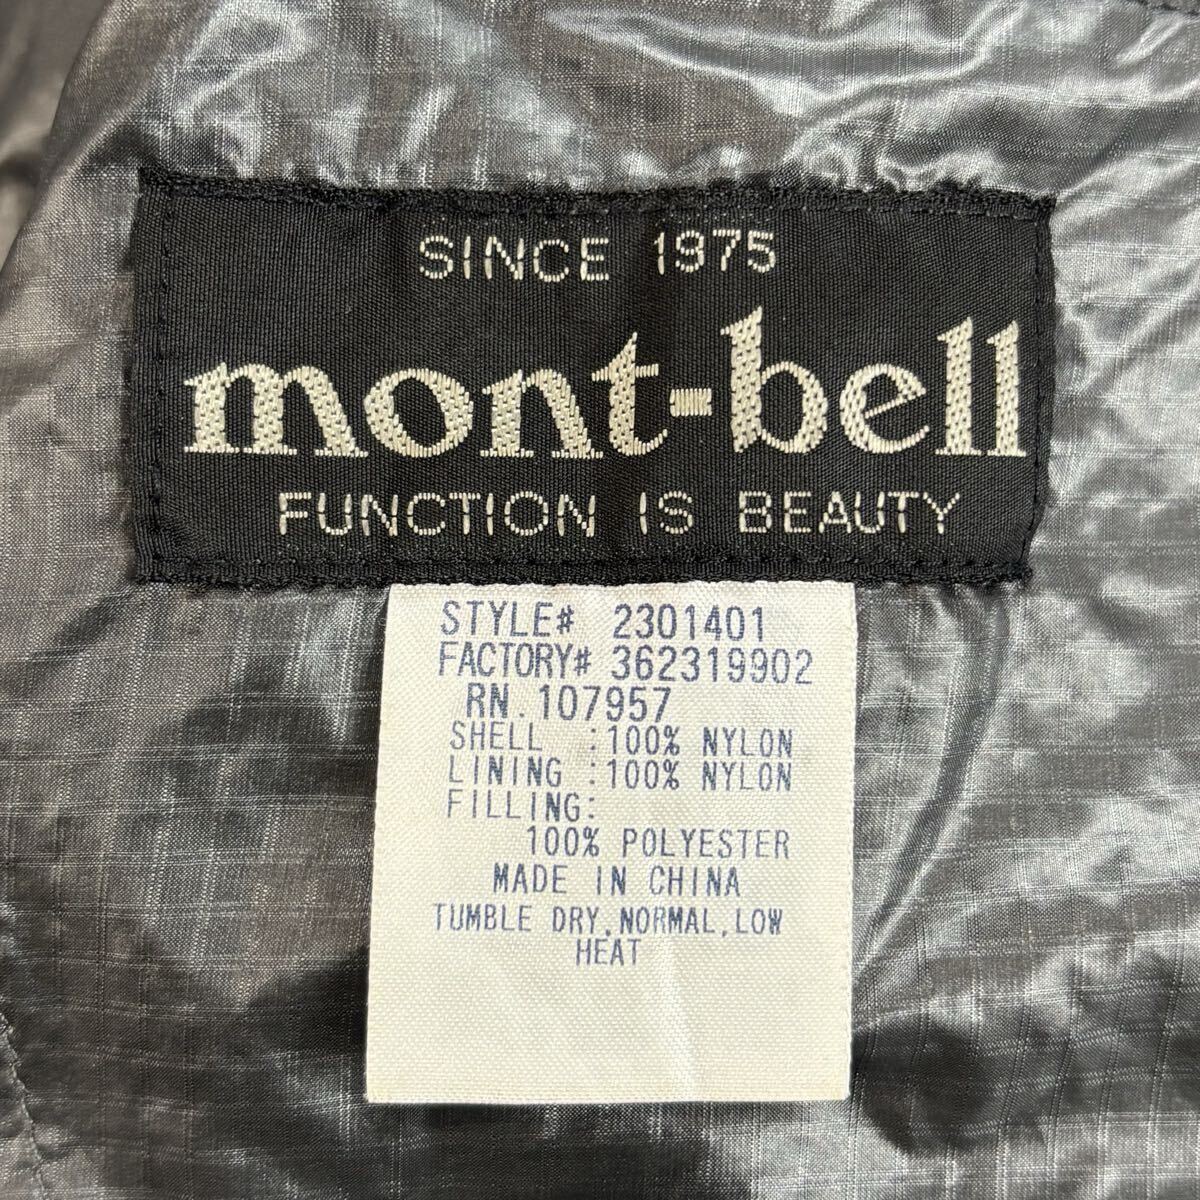 SINCE 1975
mont-bell
FUNCTION IS BEAUTY
STYLE# 2301401
FACTORY# 362319902
RN.107957
SHELL :100% NYLON
LINING :100% NYLON
FILLING:
100% POLYESTER
MADE IN CHINA
TUMBLE DRY,NORMAL,LOW
HEAT